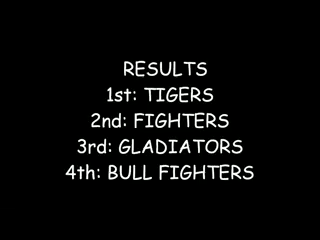 RESULTS
1st: TIGERS
2nd: FIGHTERS
3rd: GLADIATORS
4th: BULL FIGHTERS